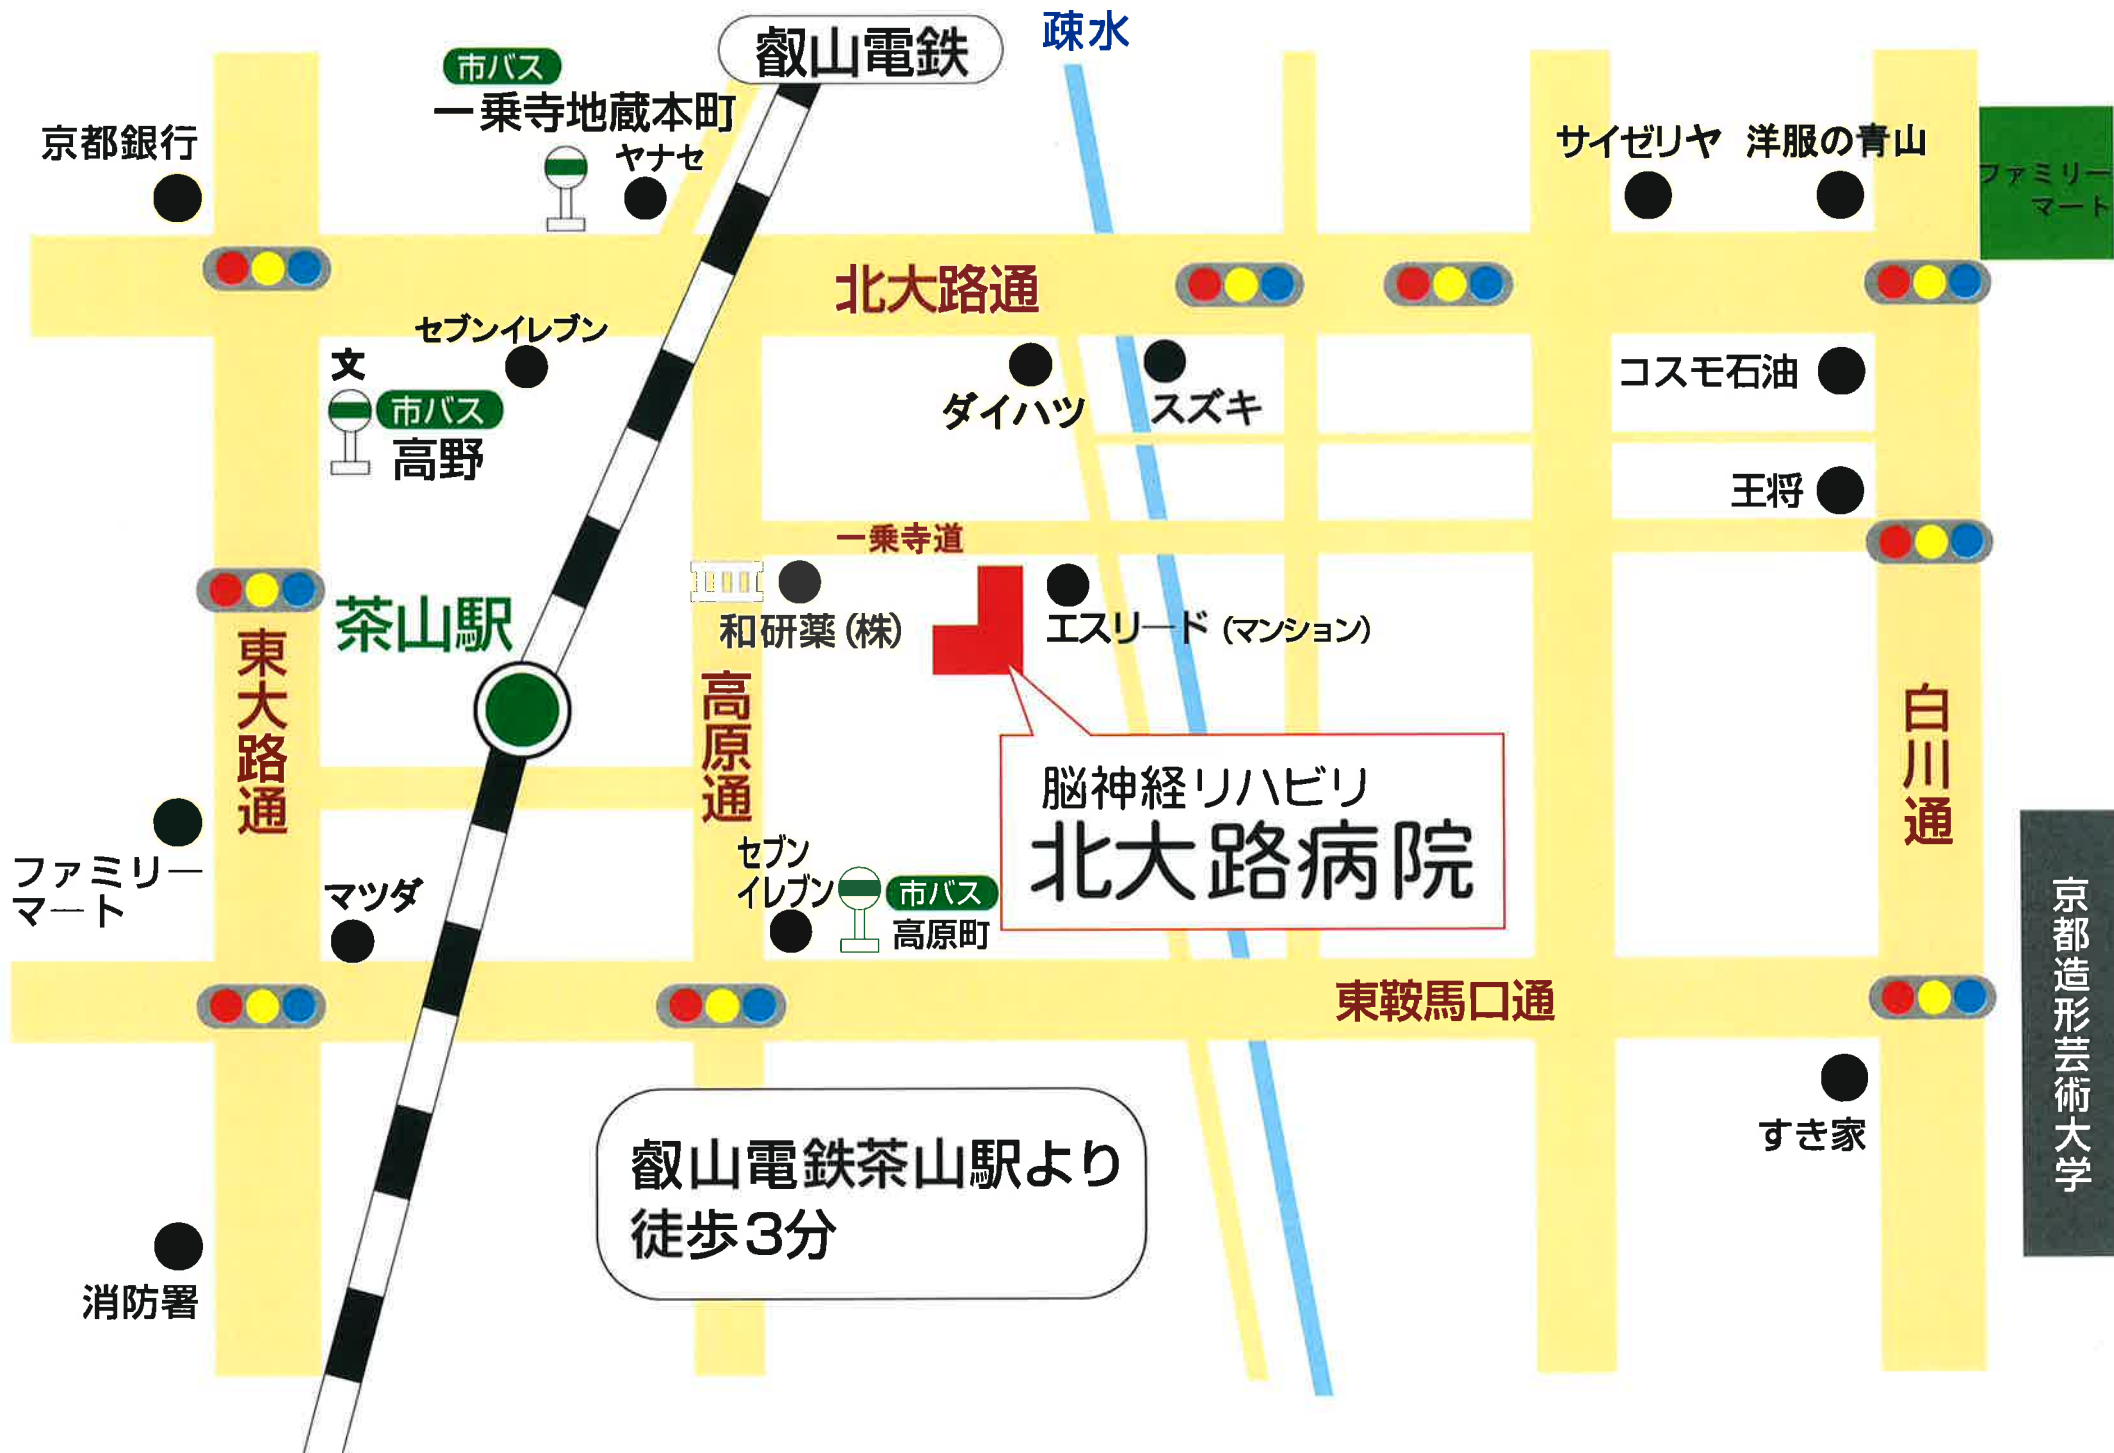 叡山電鉄
疎水
市バス
一乗寺地蔵本町
京都銀行
ヤナセ
サイゼリヤ
洋服の青山
ファミリー
マート
北大路通
セブンイレブン
文
市バス
高野
ダイハツ
スズキ
コスモ石油
王将
一乗寺道
茶山駅
和研薬(株)
エスリード(マンション)
東大路通
高原通
白川通
脳神経リハビリ
北大路病院
ファミリー
マート
マツダ
セブン
イレブン
市バス
高原町
京都造形芸術大学
東鞍馬口通
すき家
叡山電鉄茶山駅より
徒歩3分
消防署